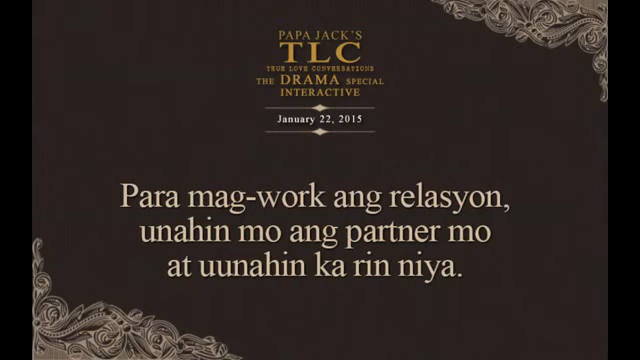 PAPA JACK'S
TLC
TRUE LOVE CONVERSATIONS
THE DRAMA SPECIAL
INTERACTIVE
January 22, 2015
Para mag-work ang relasyon,
unahin mo ang partner mo
at uunahin ka rin niya.